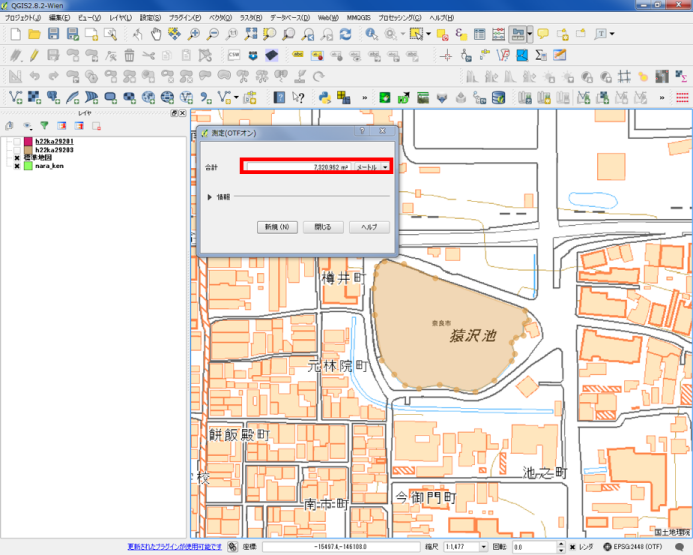 QGIS2.8.2-Wien
プロジェクト(J) 編集(E) ビュー(V) レイヤ(L) 設定(S) プラグイン(P) ベクタ(O) ラスタ(R) データベース(D) Web(W) MMQGIS プロセッシング(C) ヘルプ(H)
レイヤ
h22ka29201
h22ka29203
標準地図
nara_ken
測定(OTFオン)
合計 7,320.962 m² メートル
情報
新規(N) 閉じる ヘルプ
樽井町
奈良市
猿沢池
元林院町
餅飯殿町
池之町
今御門町
南市町
校
国土地理院
更新されたプラグインが使用可能です 座標: -15497.4,-146108.8 縮尺 1:1,477 回転 0.0 レンダ EPSG:2448 (OTF)